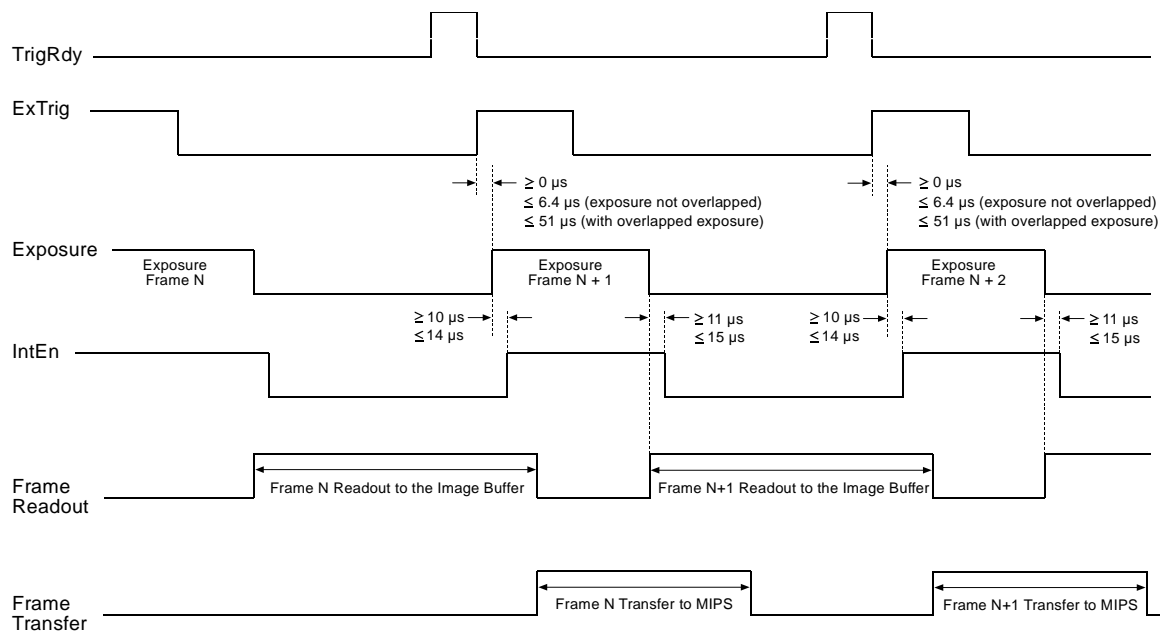 TrigRdy
ExTrig
≥ 0 µs
≤ 6.4 µs (exposure not overlapped)
≤ 51 µs (with overlapped exposure)
≥ 0 µs
≤ 6.4 µs (exposure not overlapped)
≤ 51 µs (with overlapped exposure)
Exposure
Exposure
Frame N
Exposure
Frame N + 1
Exposure
Frame N + 2
≥ 10 µs
≤ 14 µs
≥ 11 µs
≤ 15 µs
≥ 10 µs
≤ 14 µs
≥ 11 µs
≤ 15 µs
IntEn
Frame
Readout
Frame N Readout to the Image Buffer
Frame N+1 Readout to the Image Buffer
Frame
Transfer
Frame N Transfer to MIPS
Frame N+1 Transfer to MIPS